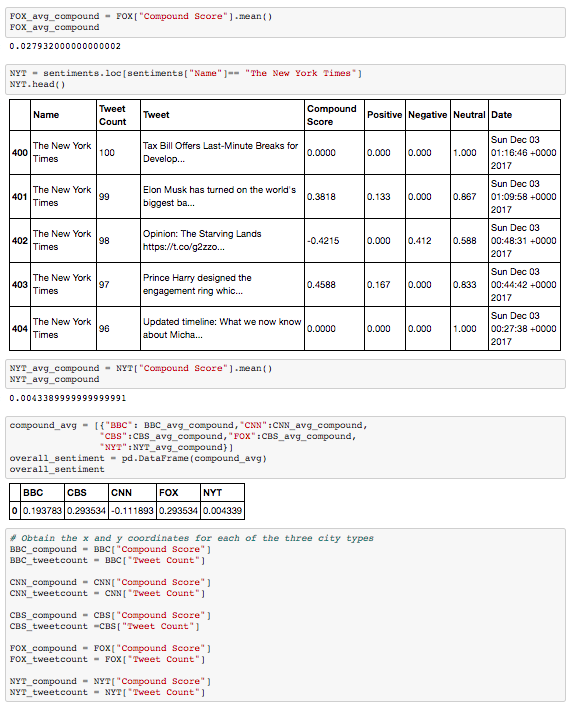 FOX_avg_compound = FOX["Compound Score"].mean()
FOX_avg_compound
0.027932000000000002
NYT = sentiments.loc[sentiments["Name"]== "The New York Times"]
NYT.head()
Name Tweet Count Tweet Compound Score Positive Negative Neutral Date
400 The New York Times 100 Tax Bill Offers Last-Minute Breaks for Develop... 0.0000 0.000 0.000 1.000 Sun Dec 03 01:16:46 +0000 2017
401 The New York Times 99 Elon Musk has turned on the world's biggest ba... 0.3818 0.133 0.000 0.867 Sun Dec 03 01:09:58 +0000 2017
402 The New York Times 98 Opinion: The Starving Lands https://t.co/g2zzo... -0.4215 0.000 0.412 0.588 Sun Dec 03 00:48:31 +0000 2017
403 The New York Times 97 Prince Harry designed the engagement ring whic... 0.4588 0.167 0.000 0.833 Sun Dec 03 00:44:42 +0000 2017
404 The New York Times 96 Updated timeline: What we now know about Micha... 0.0000 0.000 0.000 1.000 Sun Dec 03 00:27:38 +0000 2017
NYT_avg_compound = NYT["Compound Score"].mean()
NYT_avg_compound
0.0043389999999999991
compound_avg = [{"BBC": BBC_avg_compound,"CNN":CNN_avg_compound,
"CBS":CBS_avg_compound,"FOX":CBS_avg_compound,
"NYT":NYT_avg_compound}]
overall_sentiment = pd.DataFrame(compound_avg)
overall_sentiment
BBC CBS CNN FOX NYT
0 0.193783 0.293534 -0.111893 0.293534 0.004339
# Obtain the x and y coordinates for each of the three city types
BBC_compound = BBC["Compound Score"]
BBC_tweetcount = BBC["Tweet Count"]
CNN_compound = CNN["Compound Score"]
CNN_tweetcount = CNN["Tweet Count"]
CBS_compound = CBS["Compound Score"]
CBS_tweetcount =CBS["Tweet Count"]
FOX_compound = FOX["Compound Score"]
FOX_tweetcount = FOX["Tweet Count"]
NYT_compound = NYT["Compound Score"]
NYT_tweetcount = NYT["Tweet Count"]